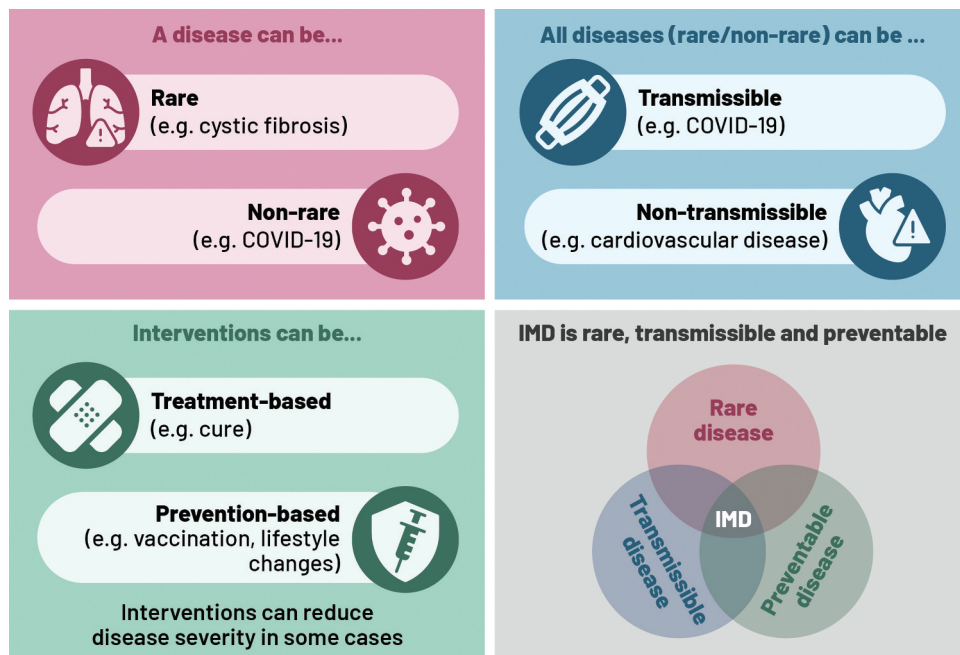 A disease can be...
Rare
(e.g. cystic fibrosis)
Non-rare
(e.g. COVID-19)
All diseases (rare/non-rare) can be ...
Transmissible
(e.g. COVID-19)
Non-transmissible
(e.g. cardiovascular disease)
Interventions can be...
Treatment-based
(e.g. cure)
Prevention-based
(e.g. vaccination, lifestyle
changes)
Interventions can reduce
disease severity in some cases
IMD is rare, transmissible and preventable
Rare
disease
IMD
Transmissible
disease
Preventable
disease